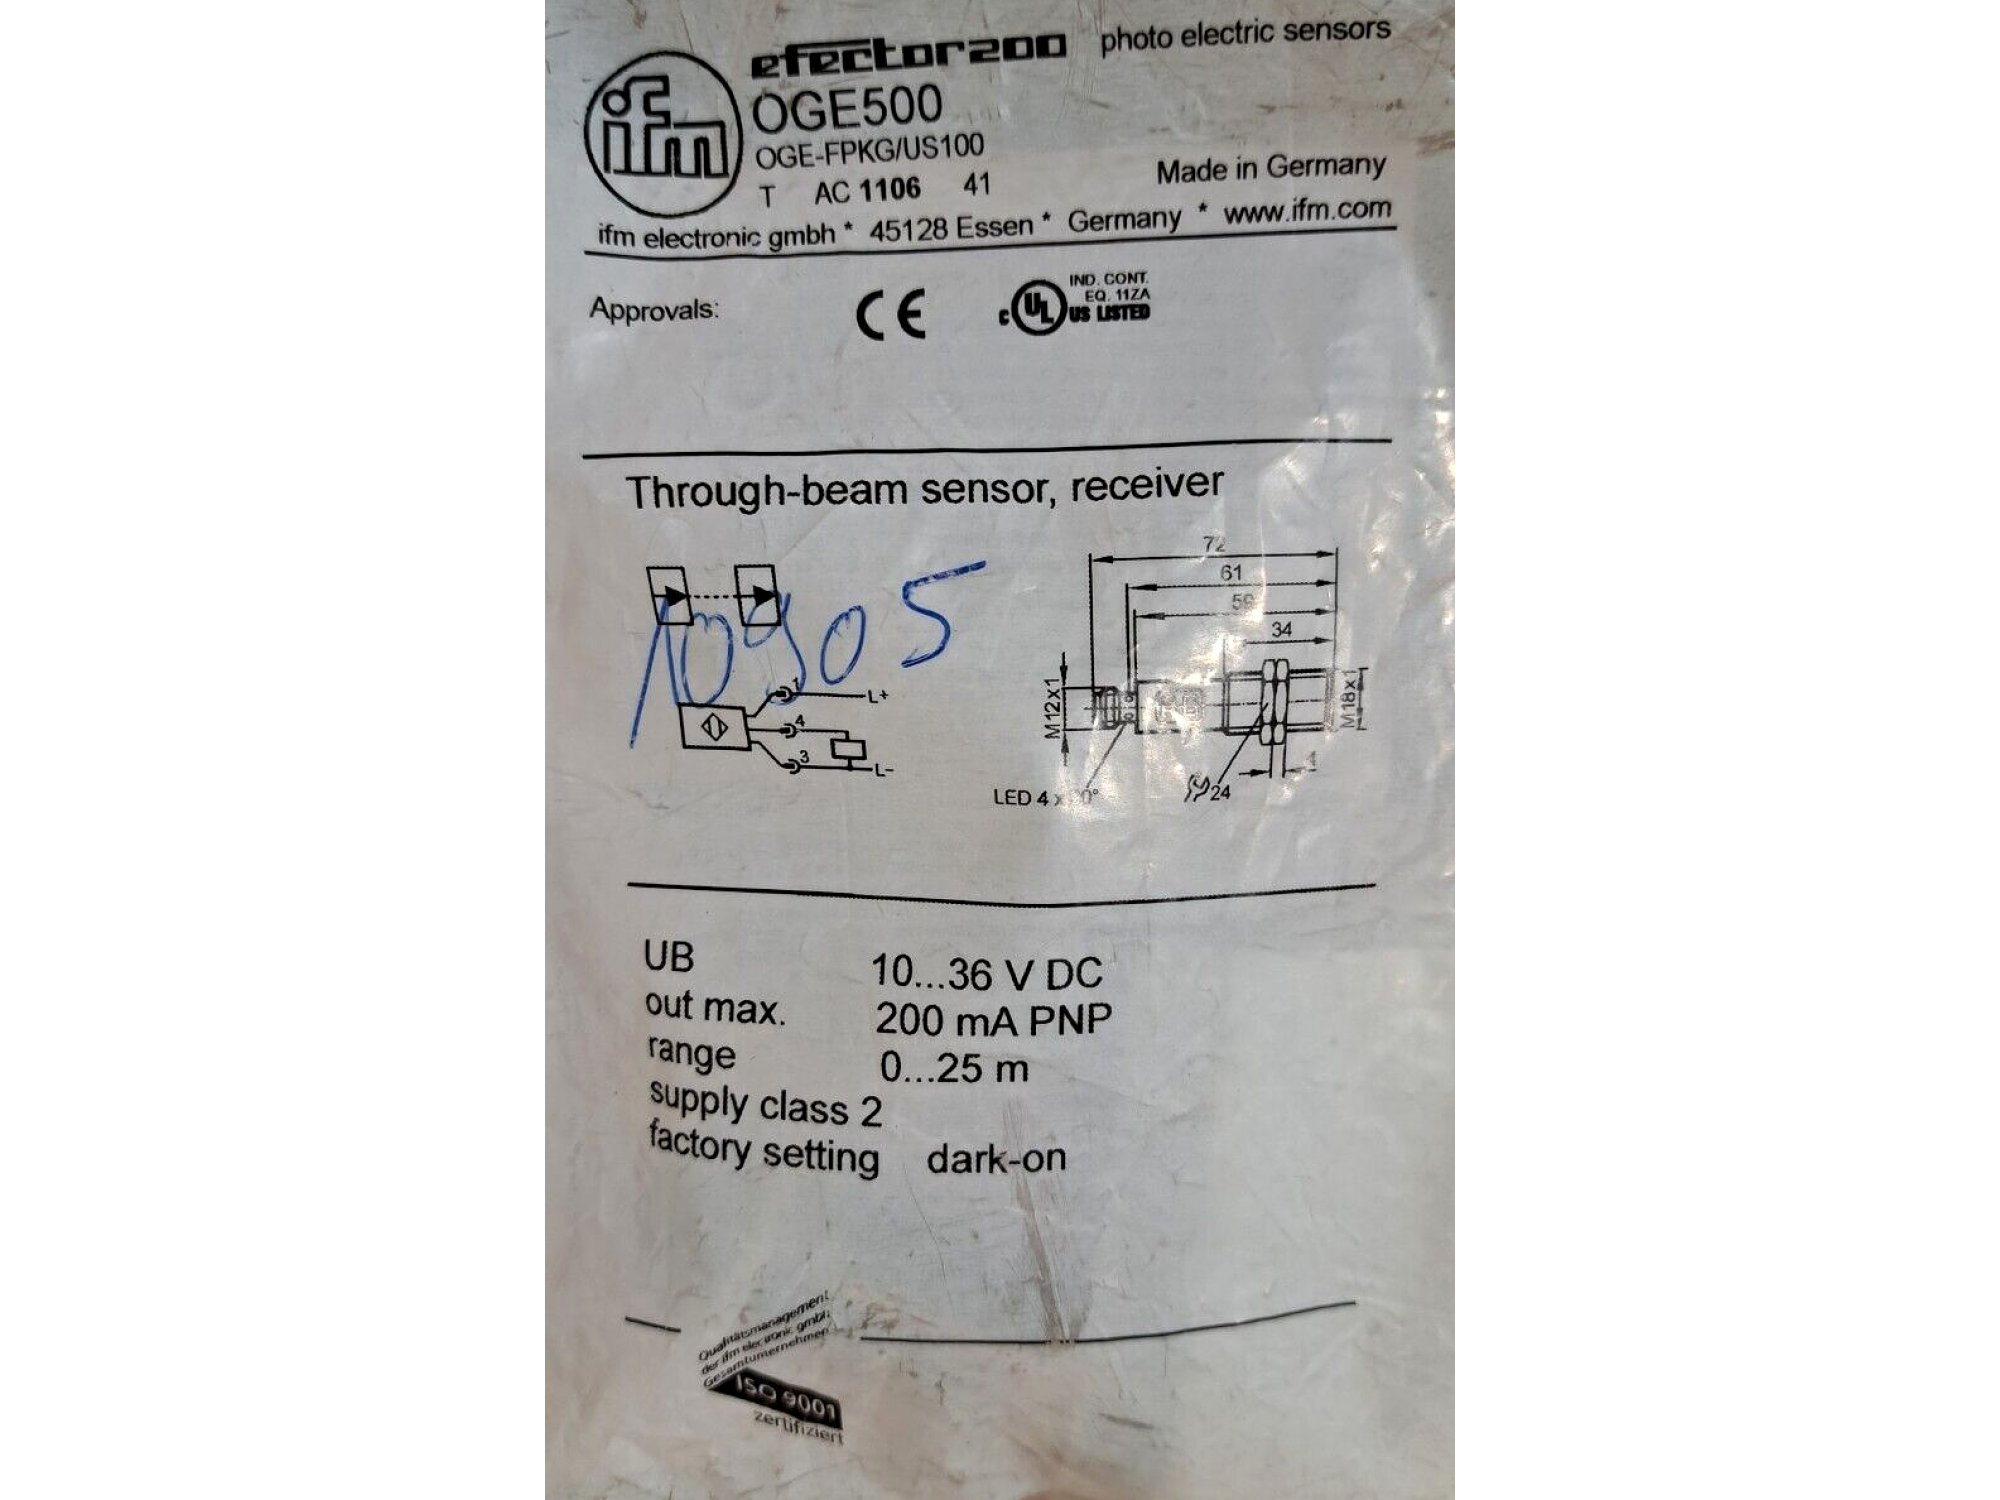 efector200 photo electric sensors
ifm
OGE500
OGE-FPKG/US100
T AC 1106 41 Made in Germany
ifm electronic gmbh * 45128 Essen * Germany * www.ifm.com
Approvals: CE
IND. CONT.
EQ. 11ZA
c UL US LISTED
Through-beam sensor, receiver
10905
1 L+
4
3 L-
72
61
34
M12x1
M18x1
LED 4 x
24
UB 10...36 V DC
out max. 200 mA PNP
range 0...25 m
supply class 2
factory setting dark-on
Qualitätsmanagement
der ifm electronic gmbh
Gesamtunternehmen
ISO 9001
zertifiziert